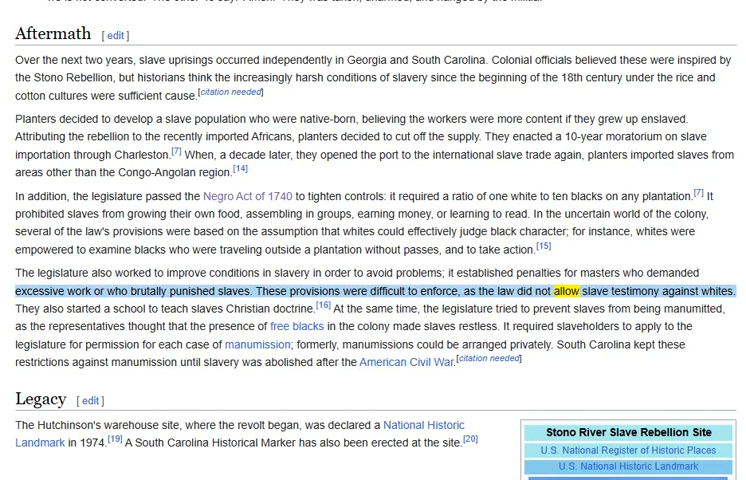 Aftermath [ edit ]
Over the next two years, slave uprisings occurred independently in Georgia and South Carolina. Colonial officials believed these were inspired by
the Stono Rebellion, but historians think the increasingly harsh conditions of slavery since the beginning of the 18th century under the rice and
cotton cultures were sufficient cause.[citation needed]
Planters decided to develop a slave population who were native-born, believing the workers were more content if they grew up enslaved.
Attributing the rebellion to the recently imported Africans, planters decided to cut off the supply. They enacted a 10-year moratorium on slave
importation through Charleston.[7] When, a decade later, they opened the port to the international slave trade again, planters imported slaves from
areas other than the Congo-Angolan region.[14]
In addition, the legislature passed the Negro Act of 1740 to tighten controls: it required a ratio of one white to ten blacks on any plantation.[7] It
prohibited slaves from growing their own food, assembling in groups, earning money, or learning to read. In the uncertain world of the colony,
several of the law's provisions were based on the assumption that whites could effectively judge black character; for instance, whites were
empowered to examine blacks who were traveling outside a plantation without passes, and to take action.[15]
The legislature also worked to improve conditions in slavery in order to avoid problems; it established penalties for masters who demanded
excessive work or who brutally punished slaves. These provisions were difficult to enforce, as the law did not allow slave testimony against whites.
They also started a school to teach slaves Christian doctrine.[16] At the same time, the legislature tried to prevent slaves from being manumitted,
as the representatives thought that the presence of free blacks in the colony made slaves restless. It required slaveholders to apply to the
legislature for permission for each case of manumission; formerly, manumissions could be arranged privately. South Carolina kept these
restrictions against manumission until slavery was abolished after the American Civil War.[citation needed]
Legacy [ edit ]
The Hutchinson's warehouse site, where the revolt began, was declared a National Historic
Landmark in 1974.[19] A South Carolina Historical Marker has also been erected at the site.[20]
Stono River Slave Rebellion Site
U.S. National Register of Historic Places
U.S. National Historic Landmark